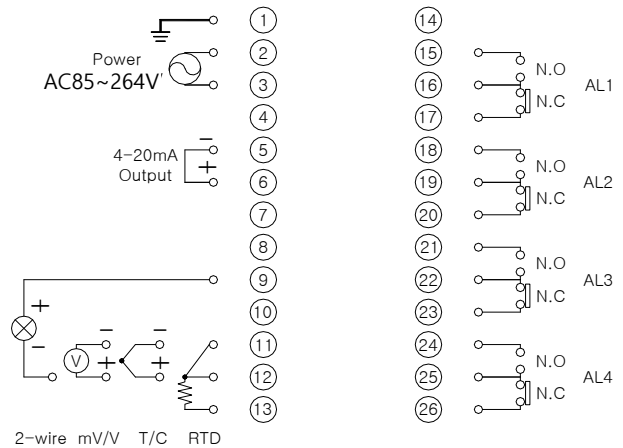 1
14
2
15
Power
N.O
AC85~264V'
3
16
AL1
N.C
4
17
−
5
18
4-20mA
N.O
+
Output
6
19
AL2
N.C
7
20
8
21
N.O
9
22
AL3
+
N.C
10
23
−
−
−
11
24
N.O
V
+
+
12
25
AL4
N.C
13
26
2-wire mV/V T/C RTD